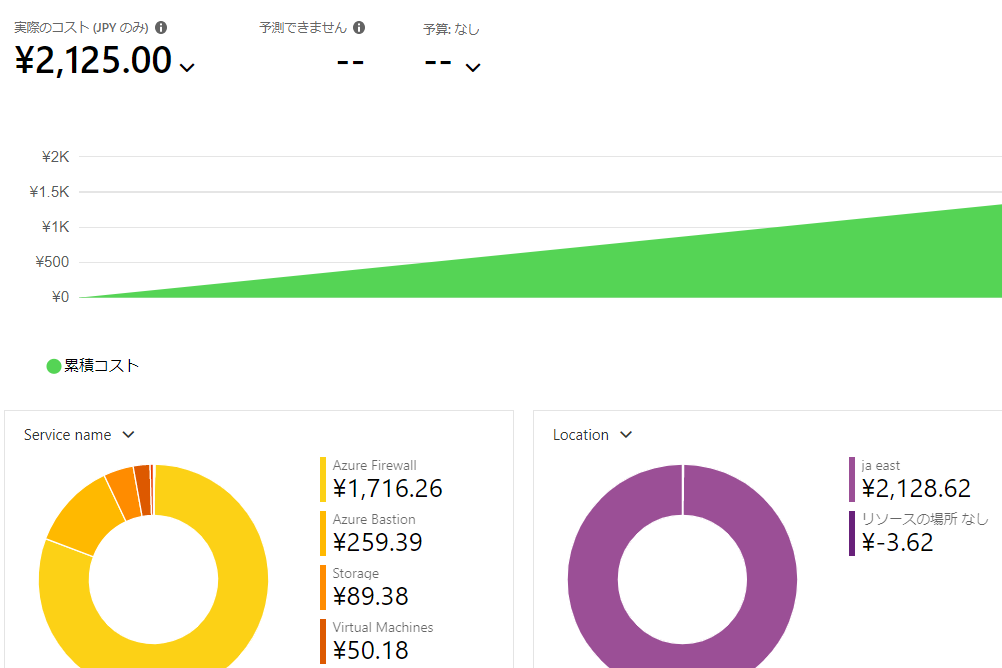 実際のコスト (JPY のみ)
予測できません
予算: なし
¥2,125.00
--
--
¥2K
¥1.5K
¥1K
¥500
¥0
累積コスト
Service name
Azure Firewall
¥1,716.26
Azure Bastion
¥259.39
Storage
¥89.38
Virtual Machines
¥50.18
Location
ja east
¥2,128.62
リソースの場所 なし
¥-3.62